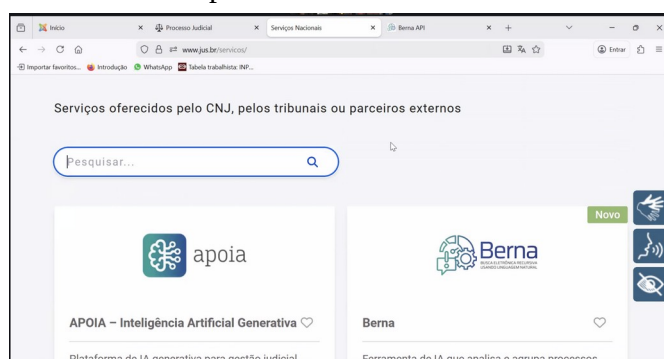 Início
Processo Judicial
Serviços Nacionais
Berna API
www.jus.br/servicos/
Entrar
Importar favoritos...
Introdução
WhatsApp
Tabela trabalhista: INP...
Serviços oferecidos pelo CNJ, pelos tribunais ou parceiros externos
Pesquisar...
Novo
apoia
Berna
BUSCA ELETRÔNICA RECURSIVA
USANDO LINGUAGEM NATURAL
APOIA – Inteligência Artificial Generativa
Berna
Plataforma de IA generativa para gestão judicial
Ferramenta de IA que analisa e agrupa processos